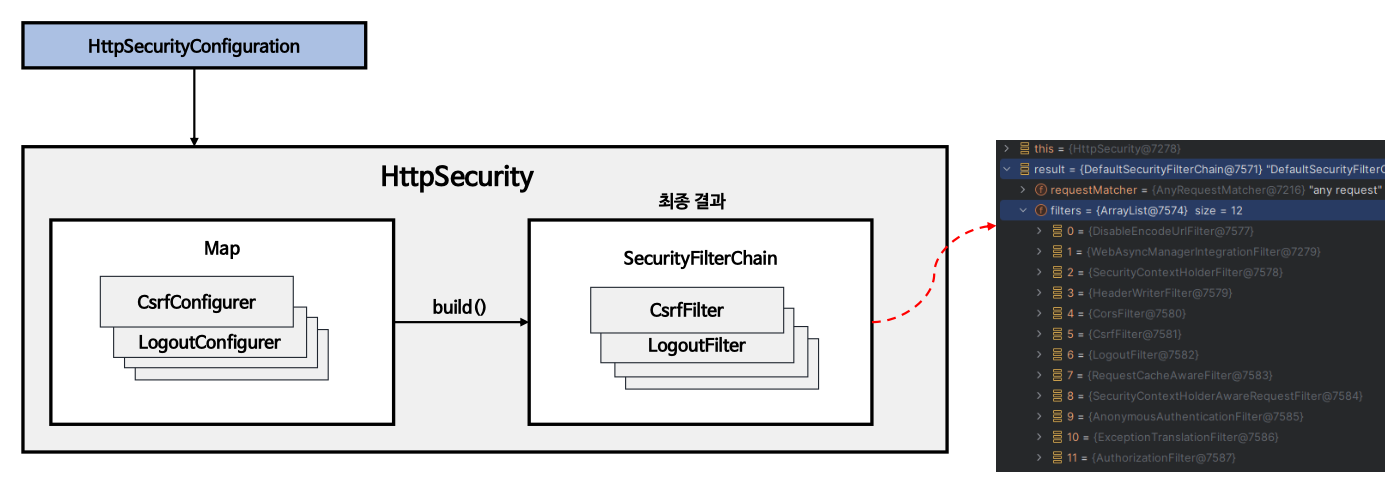 HttpSecurityConfiguration
HttpSecurity
최종 결과
Map
CsrfConfigurer
LogoutConfigurer
build()
SecurityFilterChain
CsrfFilter
LogoutFilter
this = {HttpSecurity@7278}
result = {DefaultSecurityFilterChain@7571} "DefaultSecurityFilterC
requestMatcher = {AnyRequestMatcher@7216} "any request"
filters = {ArrayList@7574} size = 12
0 = {DisableEncodeUrlFilter@7577}
1 = {WebAsyncManagerIntegrationFilter@7279}
2 = {SecurityContextHolderFilter@7578}
3 = {HeaderWriterFilter@7579}
4 = {CorsFilter@7580}
5 = {CsrfFilter@7581}
6 = {LogoutFilter@7582}
7 = {RequestCacheAwareFilter@7583}
8 = {SecurityContextHolderAwareRequestFilter@7584}
9 = {AnonymousAuthenticationFilter@7585}
10 = {ExceptionTranslationFilter@7586}
11 = {AuthorizationFilter@7587}